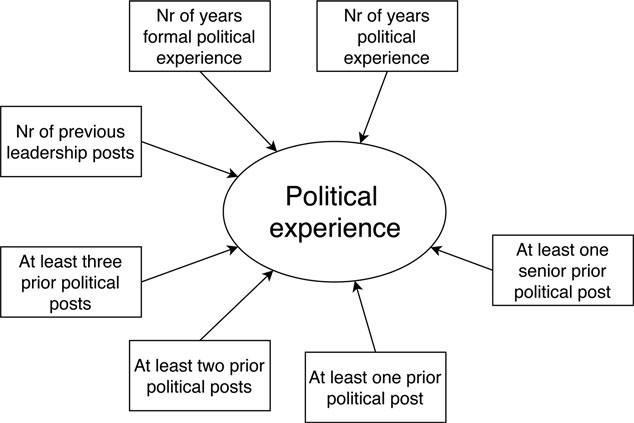 Nr of years
formal political
experience
Nr of years
political
experience
Nr of previous
leadership posts
Political
experience
At least three
prior political
posts
At least one
senior prior
political post
At least two prior
political posts
At least one prior
political post